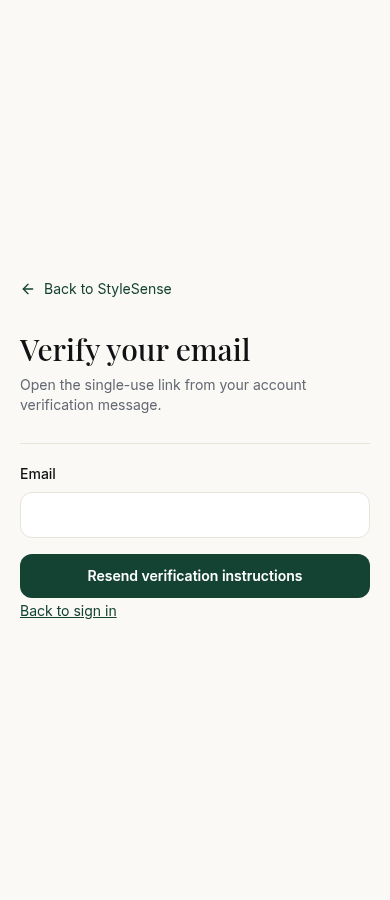 Back to StyleSense
Verify your email
Open the single-use link from your account
verification message.
Email
Resend verification instructions
Back to sign in